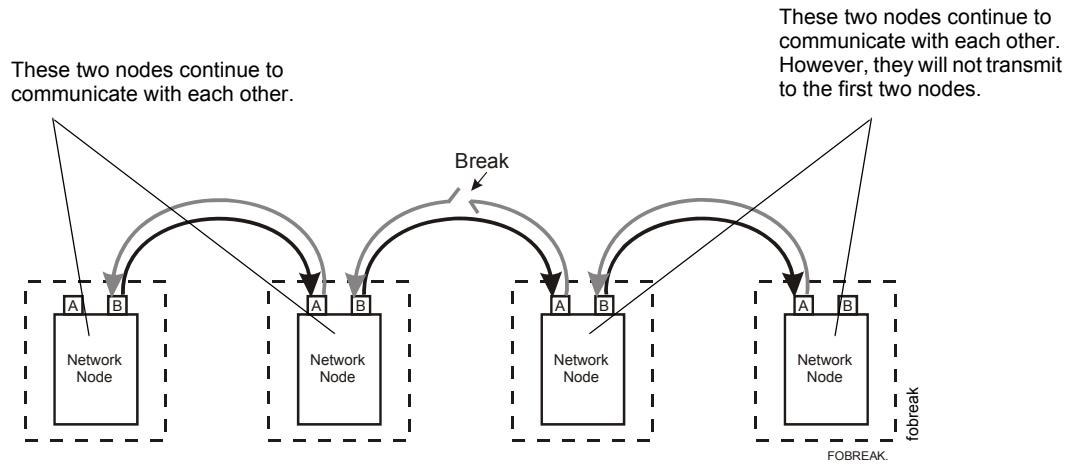 These two nodes continue to
communicate with each other.
However, they will not transmit
to the first two nodes.
These two nodes continue to
communicate with each other.
Break
A
B
A
B
A
B
A
B
Network
Node
Network
Node
Network
Node
Network
Node
fobreak
FOBREAK.